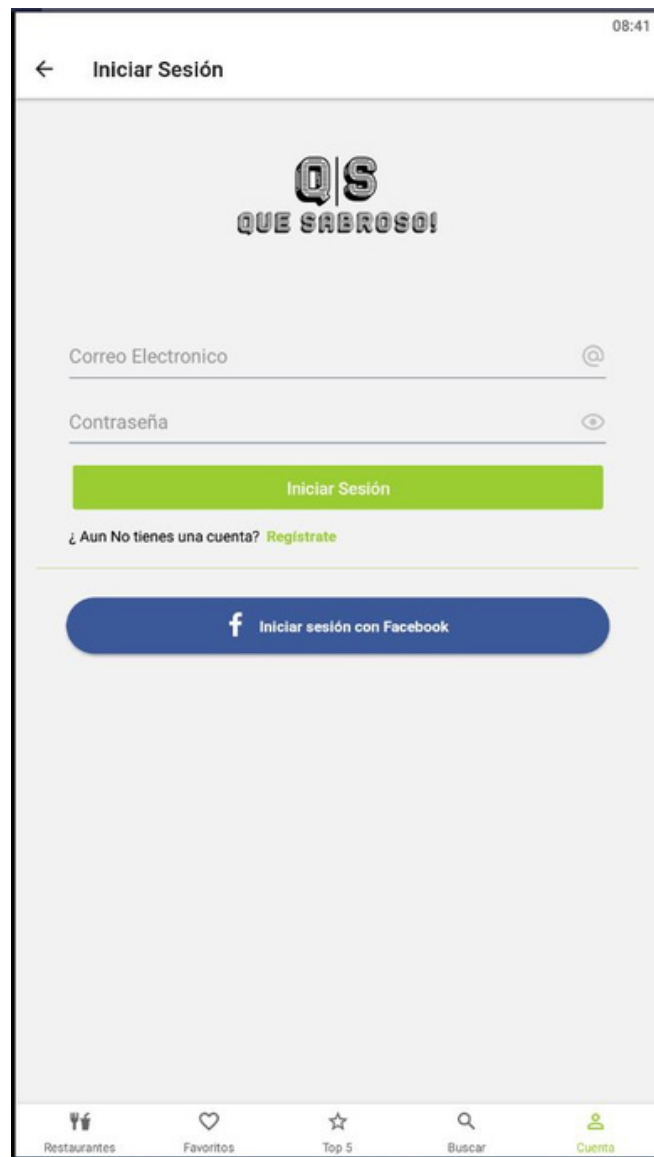 08:41
Iniciar Sesión
Q|S
QUE SABROSO!
Correo Electronico
Contraseña
Iniciar Sesión
¿ Aun No tienes una cuenta? Regístrate
f Iniciar sesión con Facebook
Restaurantes Favoritos Top 5 Buscar Cuenta